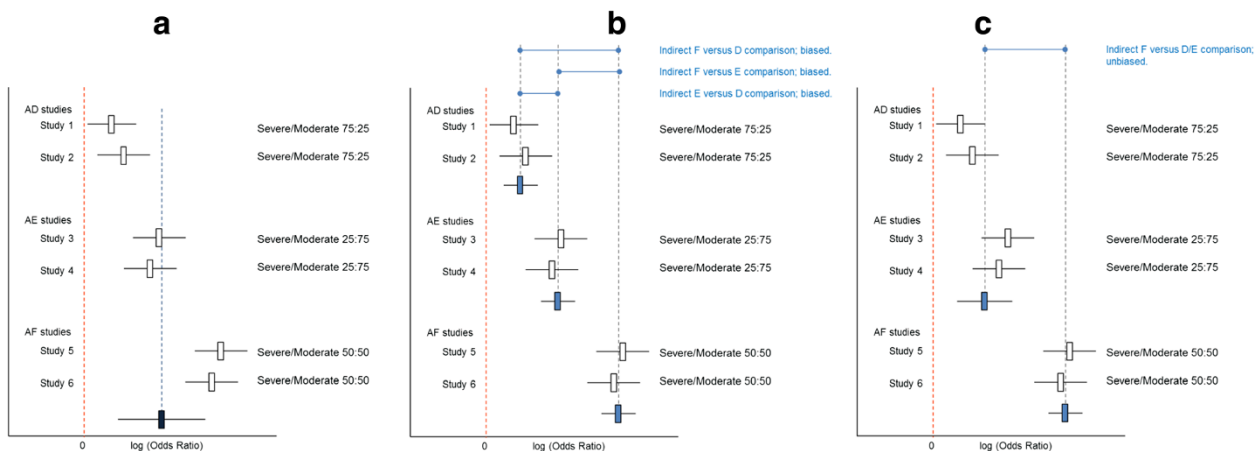 a
AD studies
Study 1 Severe/Moderate 75:25
Study 2 Severe/Moderate 75:25
AE studies
Study 3 Severe/Moderate 25:75
Study 4 Severe/Moderate 25:75
AF studies
Study 5 Severe/Moderate 50:50
Study 6 Severe/Moderate 50:50
0 log (Odds Ratio)
b
Indirect F versus D comparison; biased.
Indirect F versus E comparison; biased.
Indirect E versus D comparison; biased.
AD studies
Study 1 Severe/Moderate 75:25
Study 2 Severe/Moderate 75:25
AE studies
Study 3 Severe/Moderate 25:75
Study 4 Severe/Moderate 25:75
AF studies
Study 5 Severe/Moderate 50:50
Study 6 Severe/Moderate 50:50
0 log (Odds Ratio)
c
Indirect F versus D/E comparison;
unbiased.
AD studies
Study 1 Severe/Moderate 75:25
Study 2 Severe/Moderate 75:25
AE studies
Study 3 Severe/Moderate 25:75
Study 4 Severe/Moderate 25:75
AF studies
Study 5 Severe/Moderate 50:50
Study 6 Severe/Moderate 50:50
0 log (Odds Ratio)